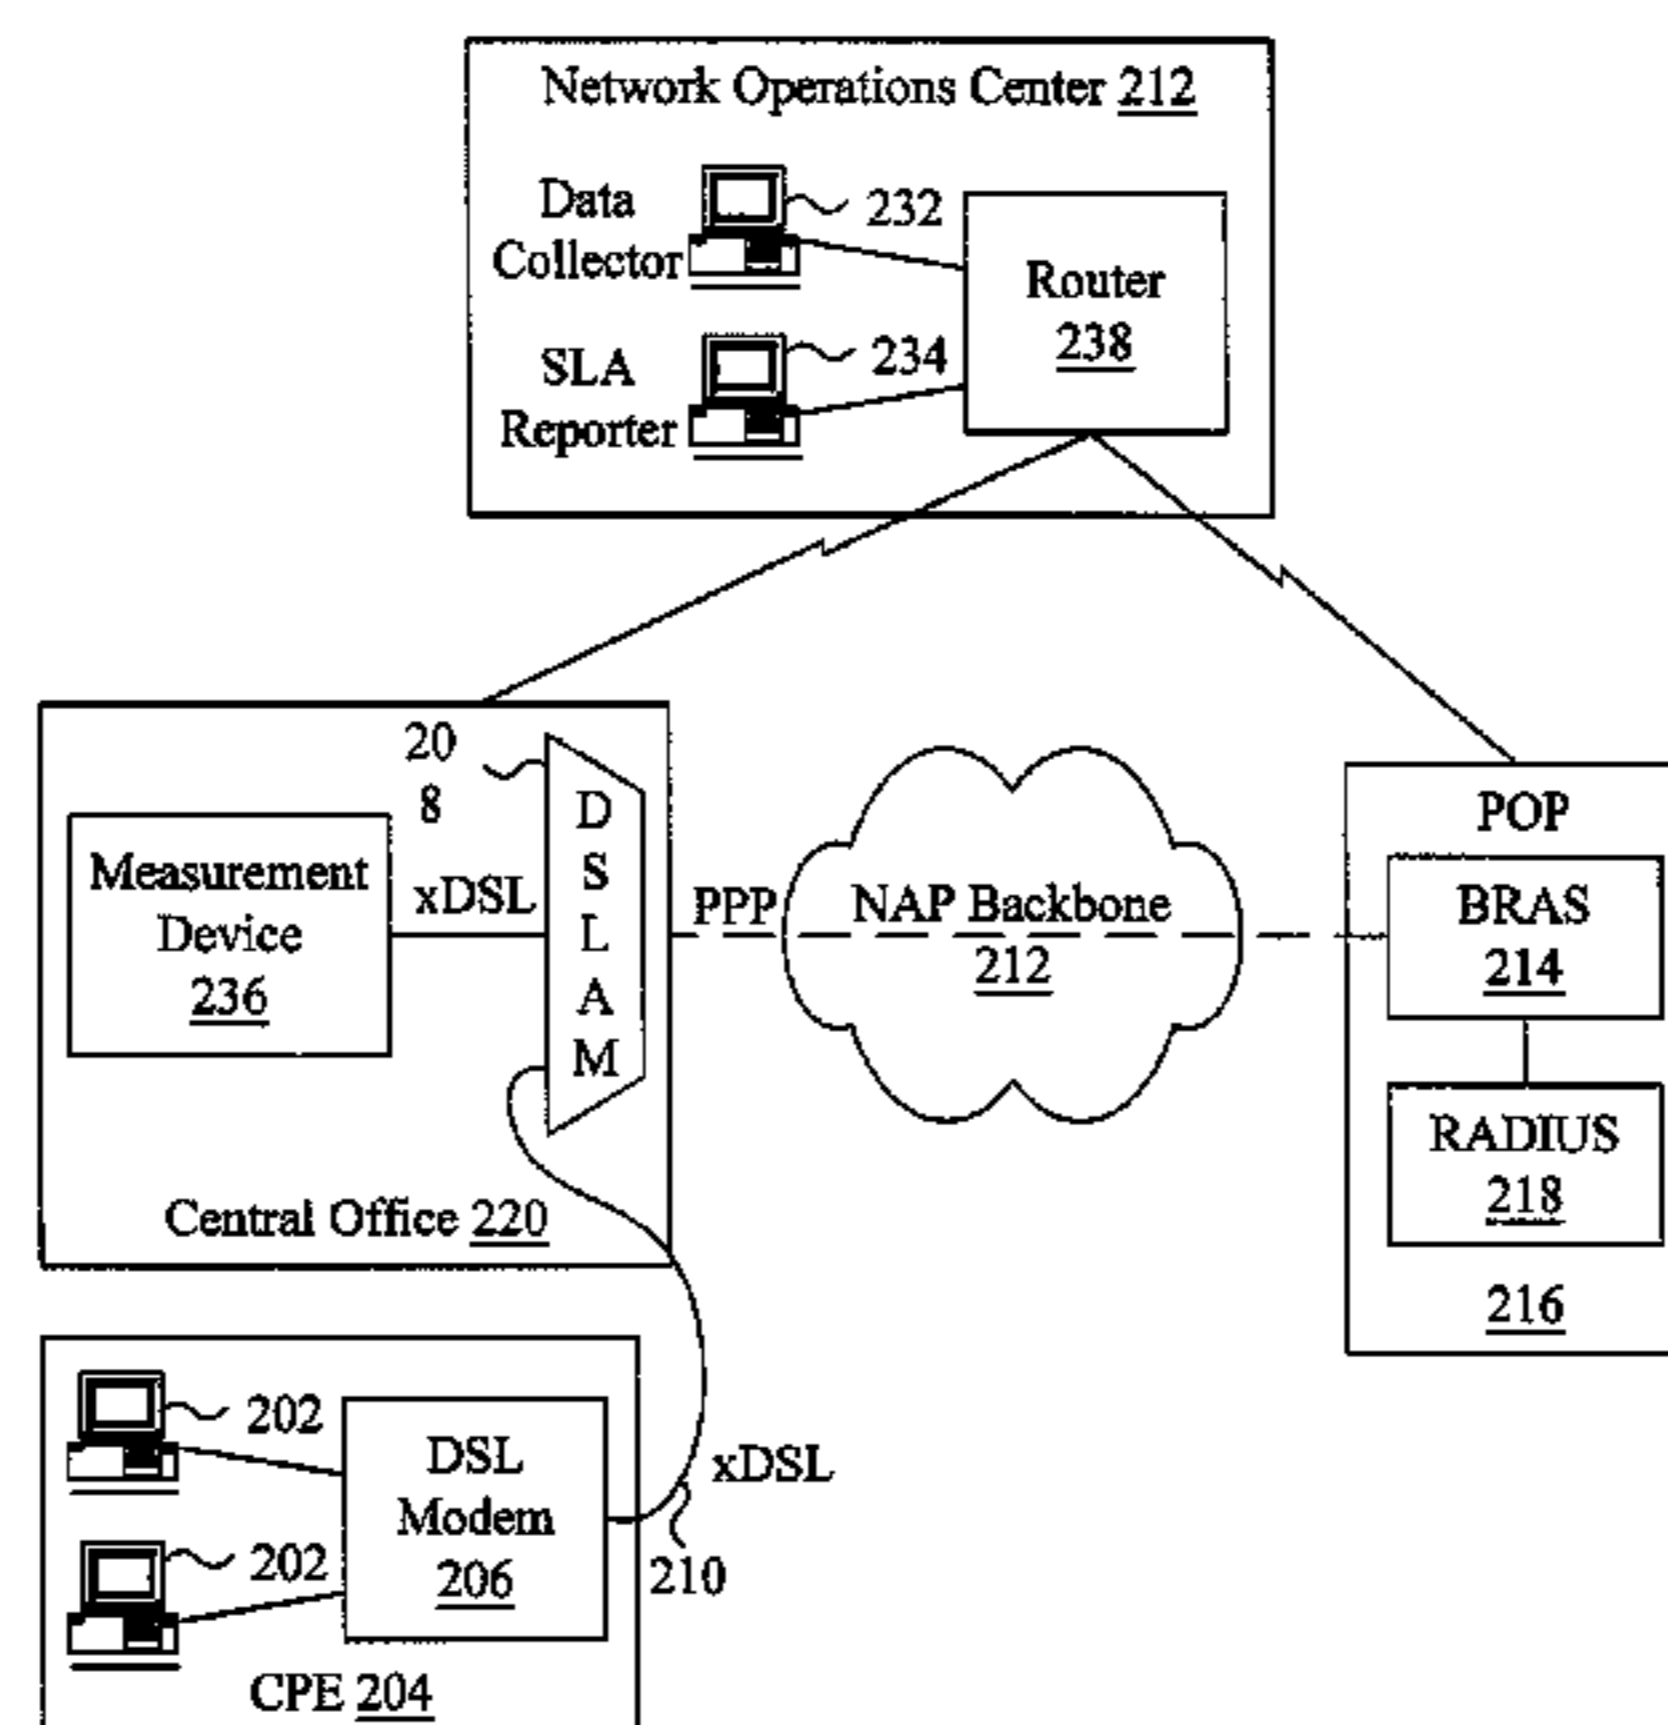 Network Operations Center 212
Data
Collector
232
Router
238
SLA
Reporter
234
20
8
D
S
L
A
M
Measurement
Device
236
xDSL
Central Office 220
PPP
NAP Backbone
212
POP
BRAS
214
RADIUS
218
216
202
202
DSL
Modem
206
xDSL
210
CPE 204